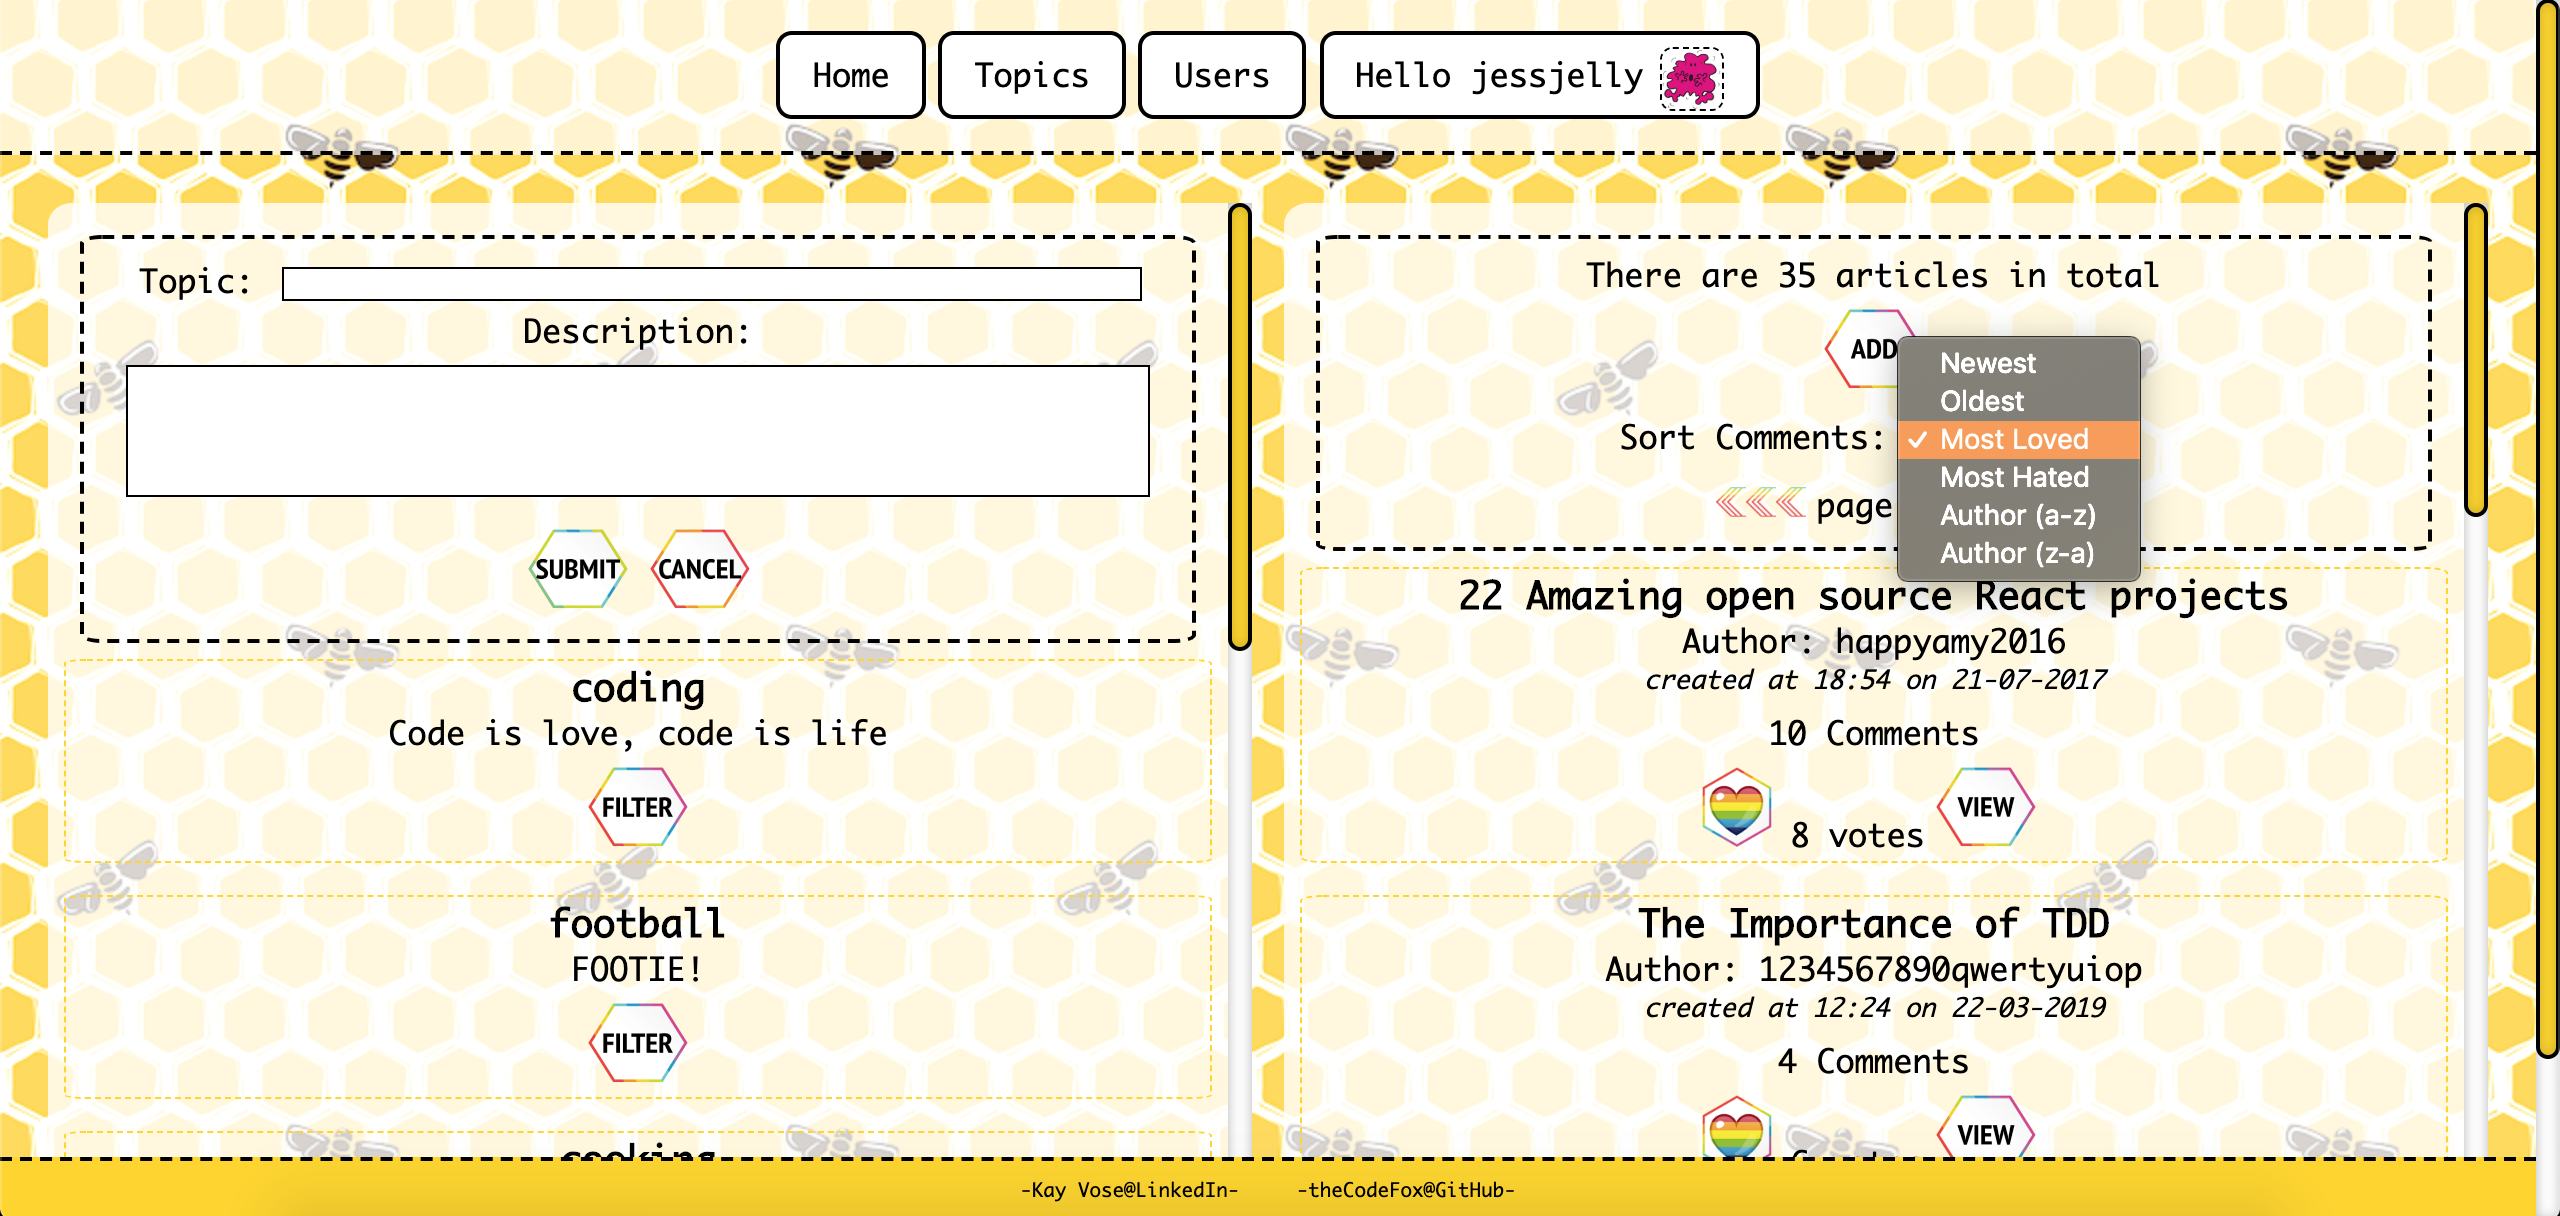 Home
Topics
Users
Hello jessjelly
Topic:
Description:
SUBMIT
CANCEL
coding
Code is love, code is life
FILTER
football
FOOTIE!
FILTER
cooking
There are 35 articles in total
ADD
Sort Comments:
Newest
Oldest
✓ Most Loved
Most Hated
Author (a-z)
Author (z-a)
page
22 Amazing open source React projects
Author: happyamy2016
created at 18:54 on 21-07-2017
10 Comments
8 votes
VIEW
The Importance of TDD
Author: 1234567890qwertyuiop
created at 12:24 on 22-03-2019
4 Comments
VIEW
-Kay Vose@LinkedIn-
-theCodeFox@GitHub-